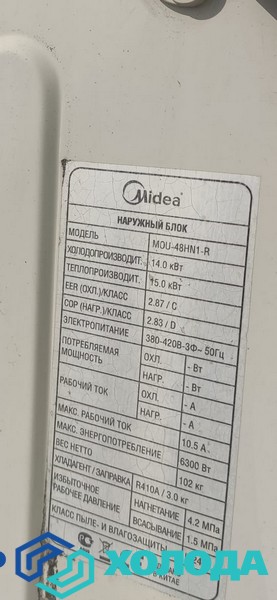 Midea
НАРУЖНЫЙ БЛОК
МОДЕЛЬ MOU-48HN1-R
ХОЛОДОПРОИЗВОДИТ. 14.0 кВт
ТЕПЛОПРОИЗВОДИТ. 15.0 кВт
EER (ОХЛ.)/КЛАСС 2.87 / C
COP (НАГР.)/КЛАСС 2.83 / D
ЭЛЕКТРОПИТАНИЕ 380-420В-3Ф~ 50Гц
ПОТРЕБЛЯЕМАЯ МОЩНОСТЬ ОХЛ. - Вт
НАГР. - Вт
РАБОЧИЙ ТОК ОХЛ. - А
НАГР. - А
МАКС. РАБОЧИЙ ТОК 10.5 А
МАКС. ЭНЕРГОПОТРЕБЛЕНИЕ 6300 Вт
ВЕС НЕТТО 102 кг
ХЛАДАГЕНТ / ЗАПРАВКА R410A / 3.0 кг
ИЗБЫТОЧНОЕ РАБОЧЕЕ ДАВЛЕНИЕ НАГНЕТАНИЕ 4.2 МПа
ВСАСЫВАНИЕ 1.5 МПа
КЛАСС ПЫЛЕ- И ВЛАГОЗАЩИТЫ
ХОЛОДА
КИТАЕ